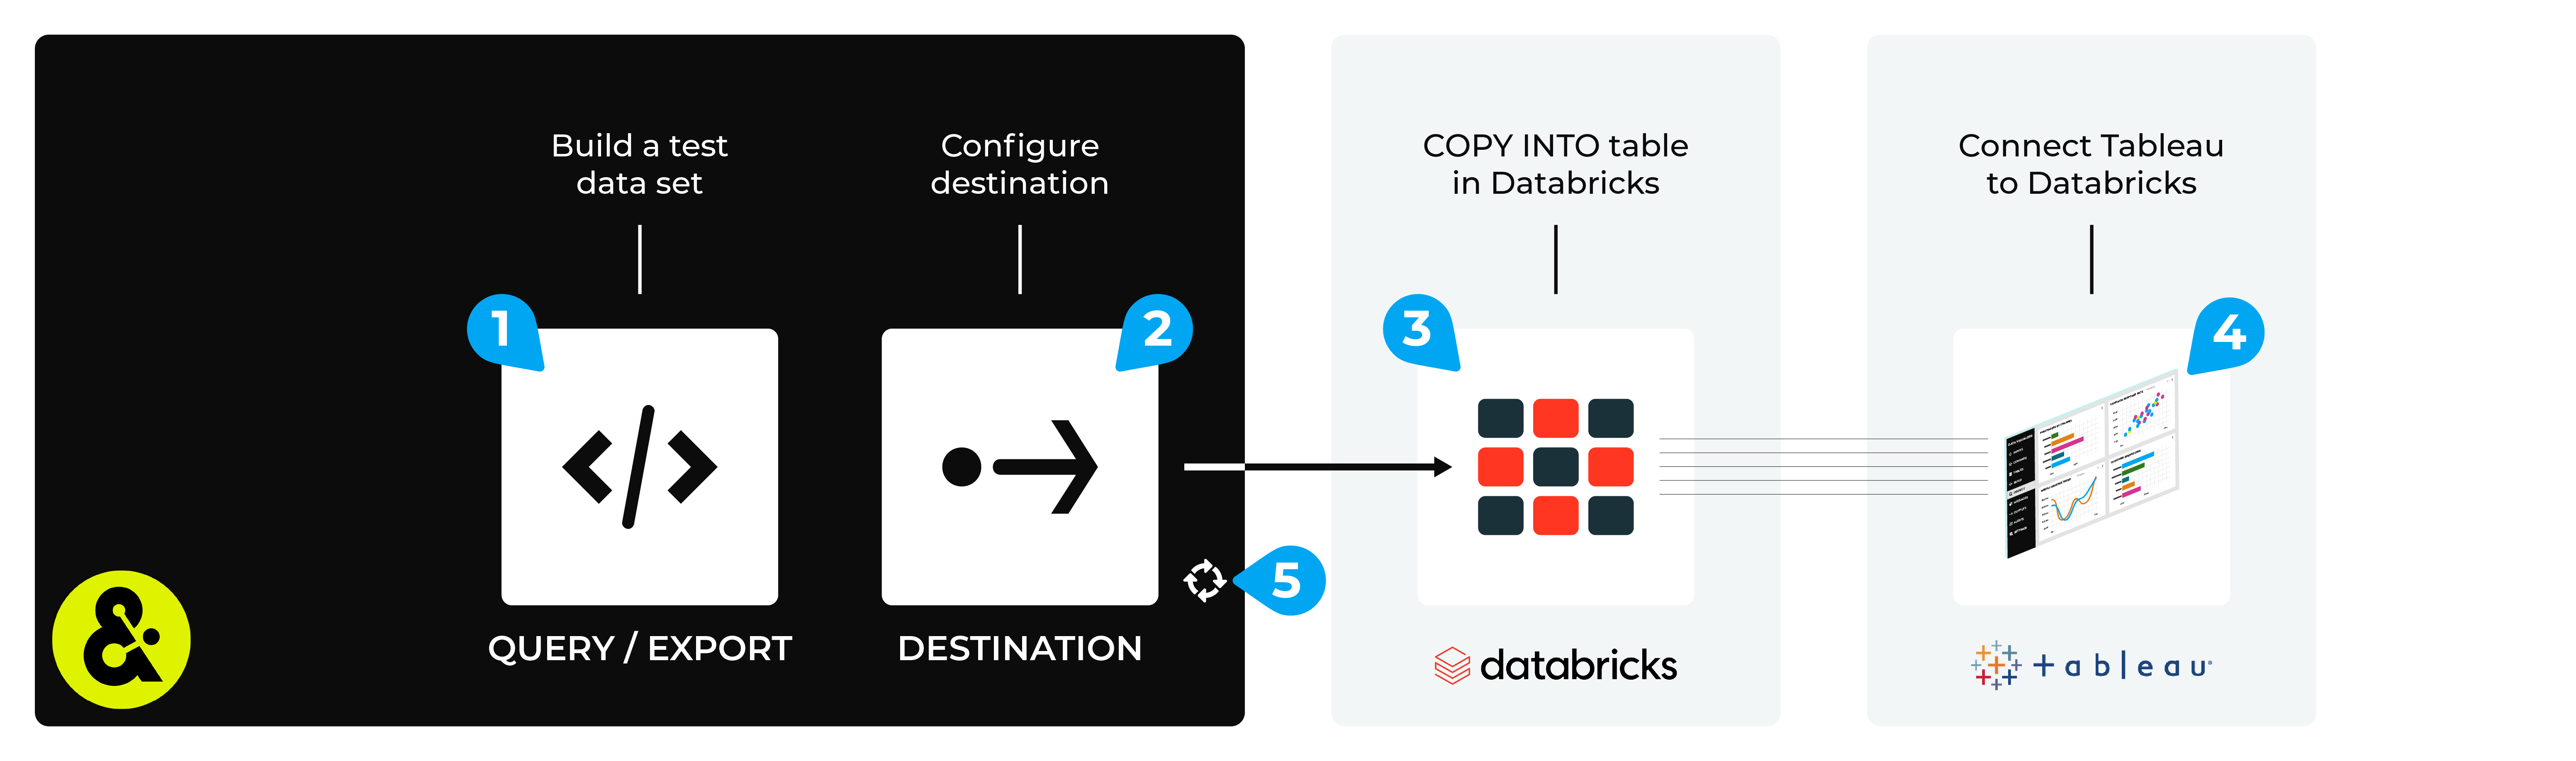 Build a test
data set
Configure
destination
COPY INTO table
in Databricks
Connect Tableau
to Databricks
1
2
3
4
5
QUERY / EXPORT
DESTINATION
databricks
+ableau